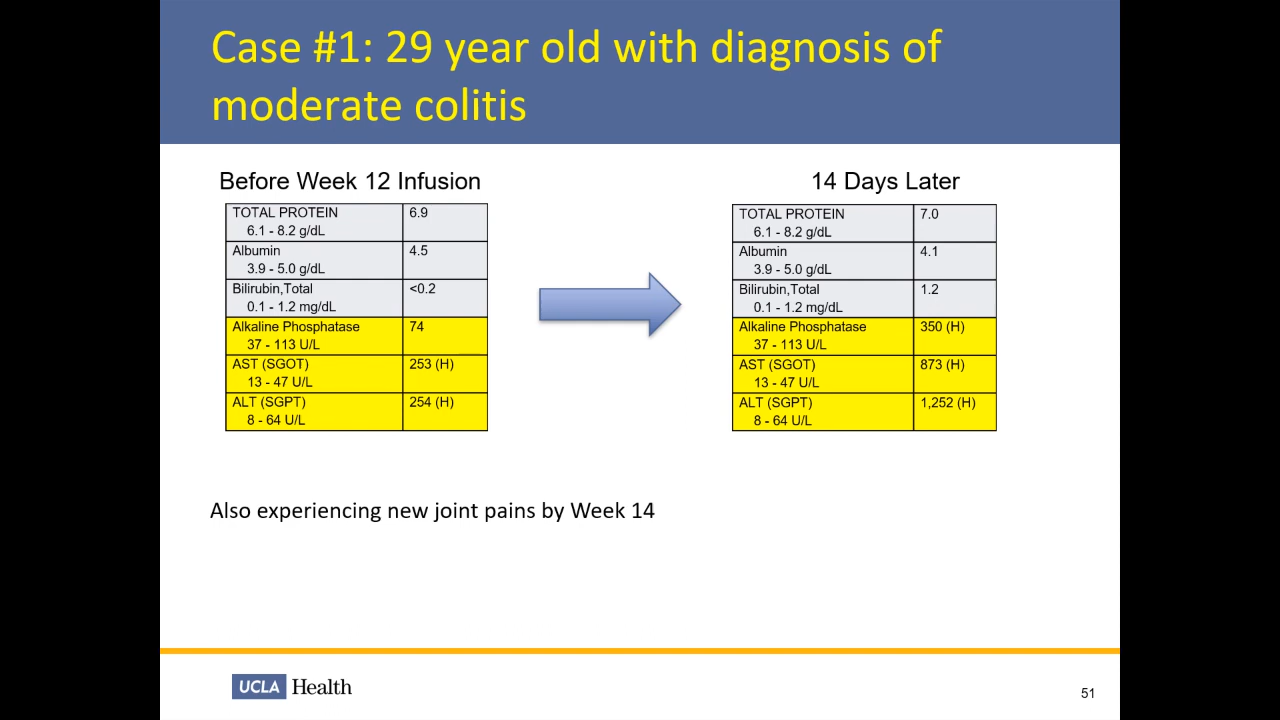 Case #1: 29 year old with diagnosis of
moderate colitis
Before Week 12 Infusion
TOTAL PROTEIN 6.9
6.1 - 8.2 g/dL
Albumin 4.5
3.9 - 5.0 g/dL
Bilirubin,Total <0.2
0.1 - 1.2 mg/dL
Alkaline Phosphatase 74
37 - 113 U/L
AST (SGOT) 253 (H)
13 - 47 U/L
ALT (SGPT) 254 (H)
8 - 64 U/L
14 Days Later
TOTAL PROTEIN 7.0
6.1 - 8.2 g/dL
Albumin 4.1
3.9 - 5.0 g/dL
Bilirubin,Total 1.2
0.1 - 1.2 mg/dL
Alkaline Phosphatase 350 (H)
37 - 113 U/L
AST (SGOT) 873 (H)
13 - 47 U/L
ALT (SGPT) 1,252 (H)
8 - 64 U/L
Also experiencing new joint pains by Week 14
UCLA Health
51